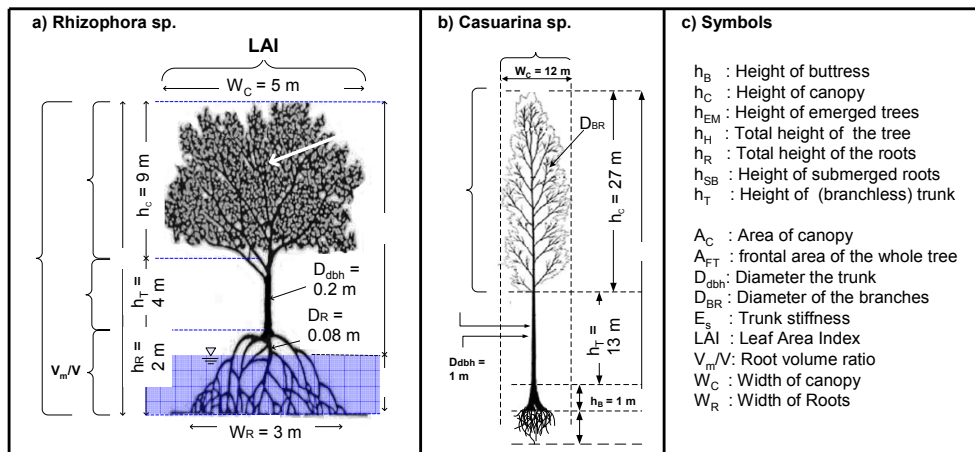 a) Rhizophora sp.
LAI
W_C = 5 m
h_C = 9 m
h_T = 4 m
h_R = 2 m
D_dbh = 0.2 m
D_R = 0.08 m
V_m/V
W_R = 3 m
b) Casuarina sp.
W_C = 12 m
D_BR
h_c = 27 m
h_T = 13 m
D_dbh = 1 m
h_B = 1 m
c) Symbols
h_B : Height of buttress
h_C : Height of canopy
h_EM : Height of emerged trees
h_H : Total height of the tree
h_R : Total height of the roots
h_SB : Height of submerged roots
h_T : Height of (branchless) trunk
A_C : Area of canopy
A_FT : frontal area of the whole tree
D_dbh : Diameter the trunk
D_BR : Diameter of the branches
E_s : Trunk stiffness
LAI : Leaf Area Index
V_m/V: Root volume ratio
W_C : Width of canopy
W_R : Width of Roots